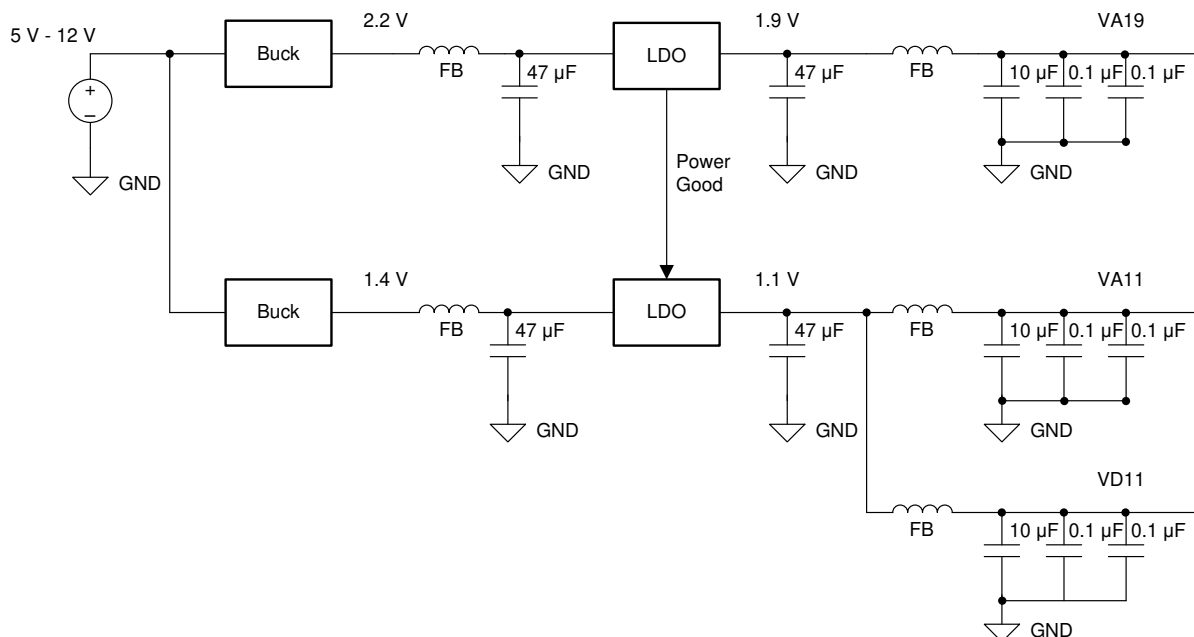 5 V - 12 V
2.2 V
1.9 V
VA19
Buck
FB
47 µF
LDO
47 µF
FB
10 µF
0.1 µF
0.1 µF
+
–
GND
GND
Power
Good
GND
GND
1.4 V
1.1 V
VA11
Buck
FB
47 µF
LDO
47 µF
FB
10 µF
0.1 µF
0.1 µF
GND
GND
GND
VD11
FB
10 µF
0.1 µF
0.1 µF
GND